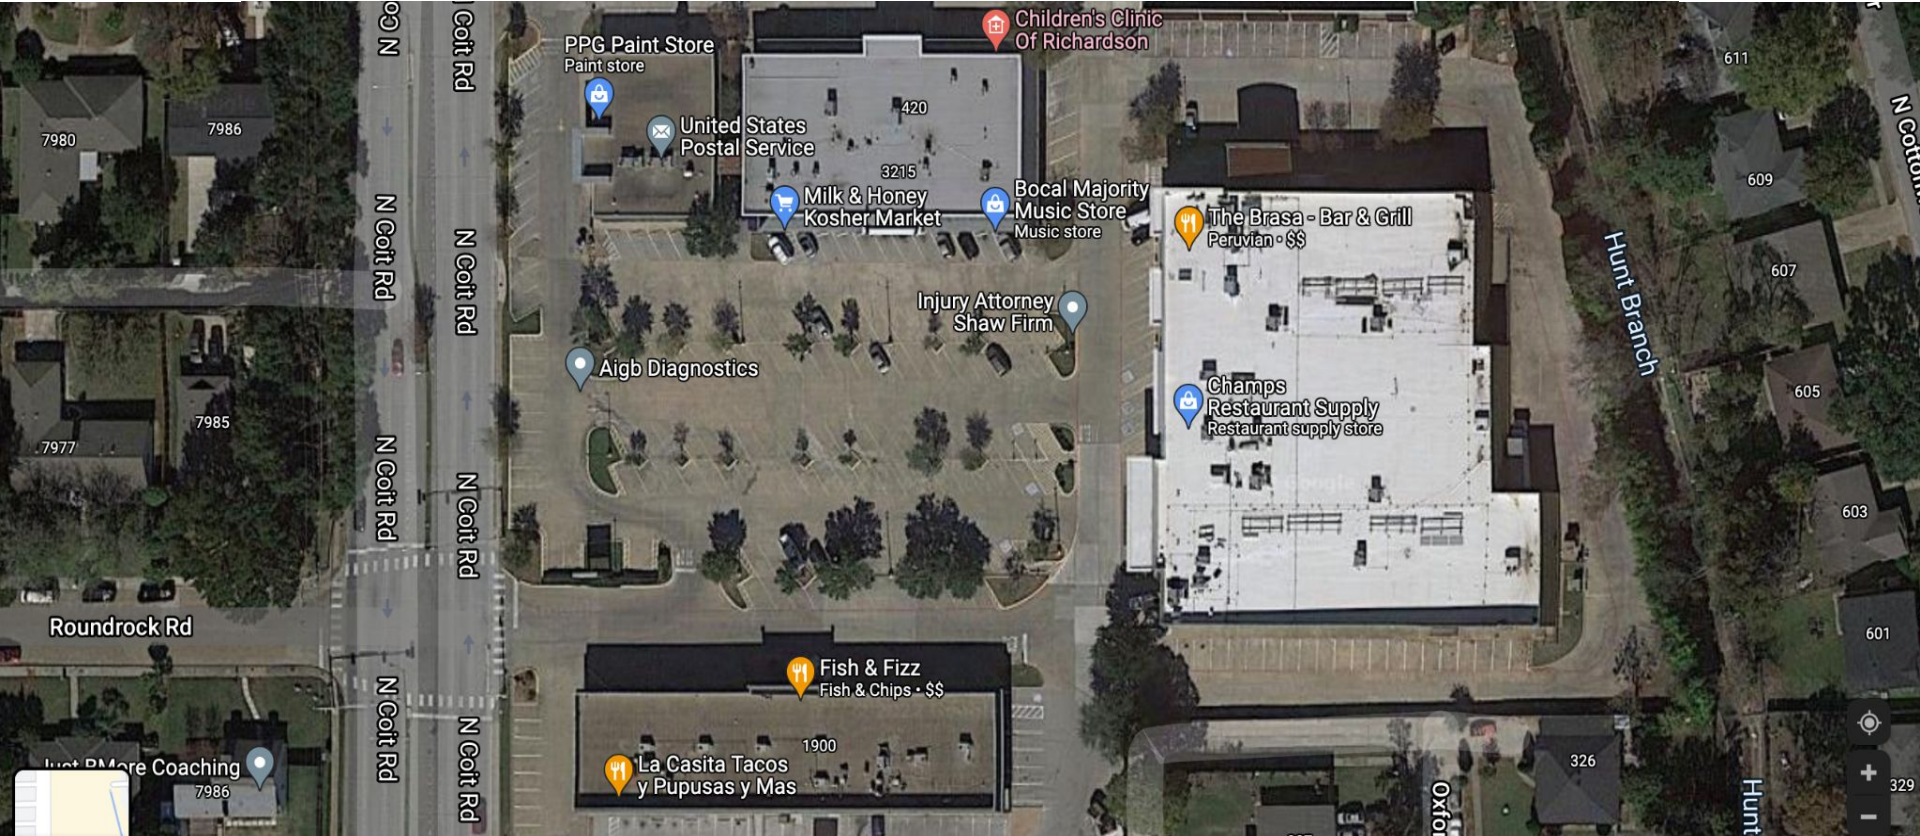 N Co
Coit Rd
PPG Paint Store
Paint store
Children's Clinic
Of Richardson
611
7980
7986
United States
Postal Service
420
3215
N Cotton
609
Milk & Honey
Kosher Market
Bocal Majority
Music Store
Music store
The Brasa - Bar & Grill
Peruvian • $$
N Coit Rd
N Coit Rd
607
Hunt Branch
Injury Attorney
Shaw Firm
Aigb Diagnostics
Champs
Restaurant Supply
Restaurant supply store
605
7977
7985
N Coit Rd
N Coit Rd
Google
603
Roundrock Rd
601
Fish & Fizz
Fish & Chips • $$
N Coit Rd
N Coit Rd
1900
La Casita Tacos
y Pupusas y Mas
Just BMore Coaching
7986
326
329
Oxfo
Hunt